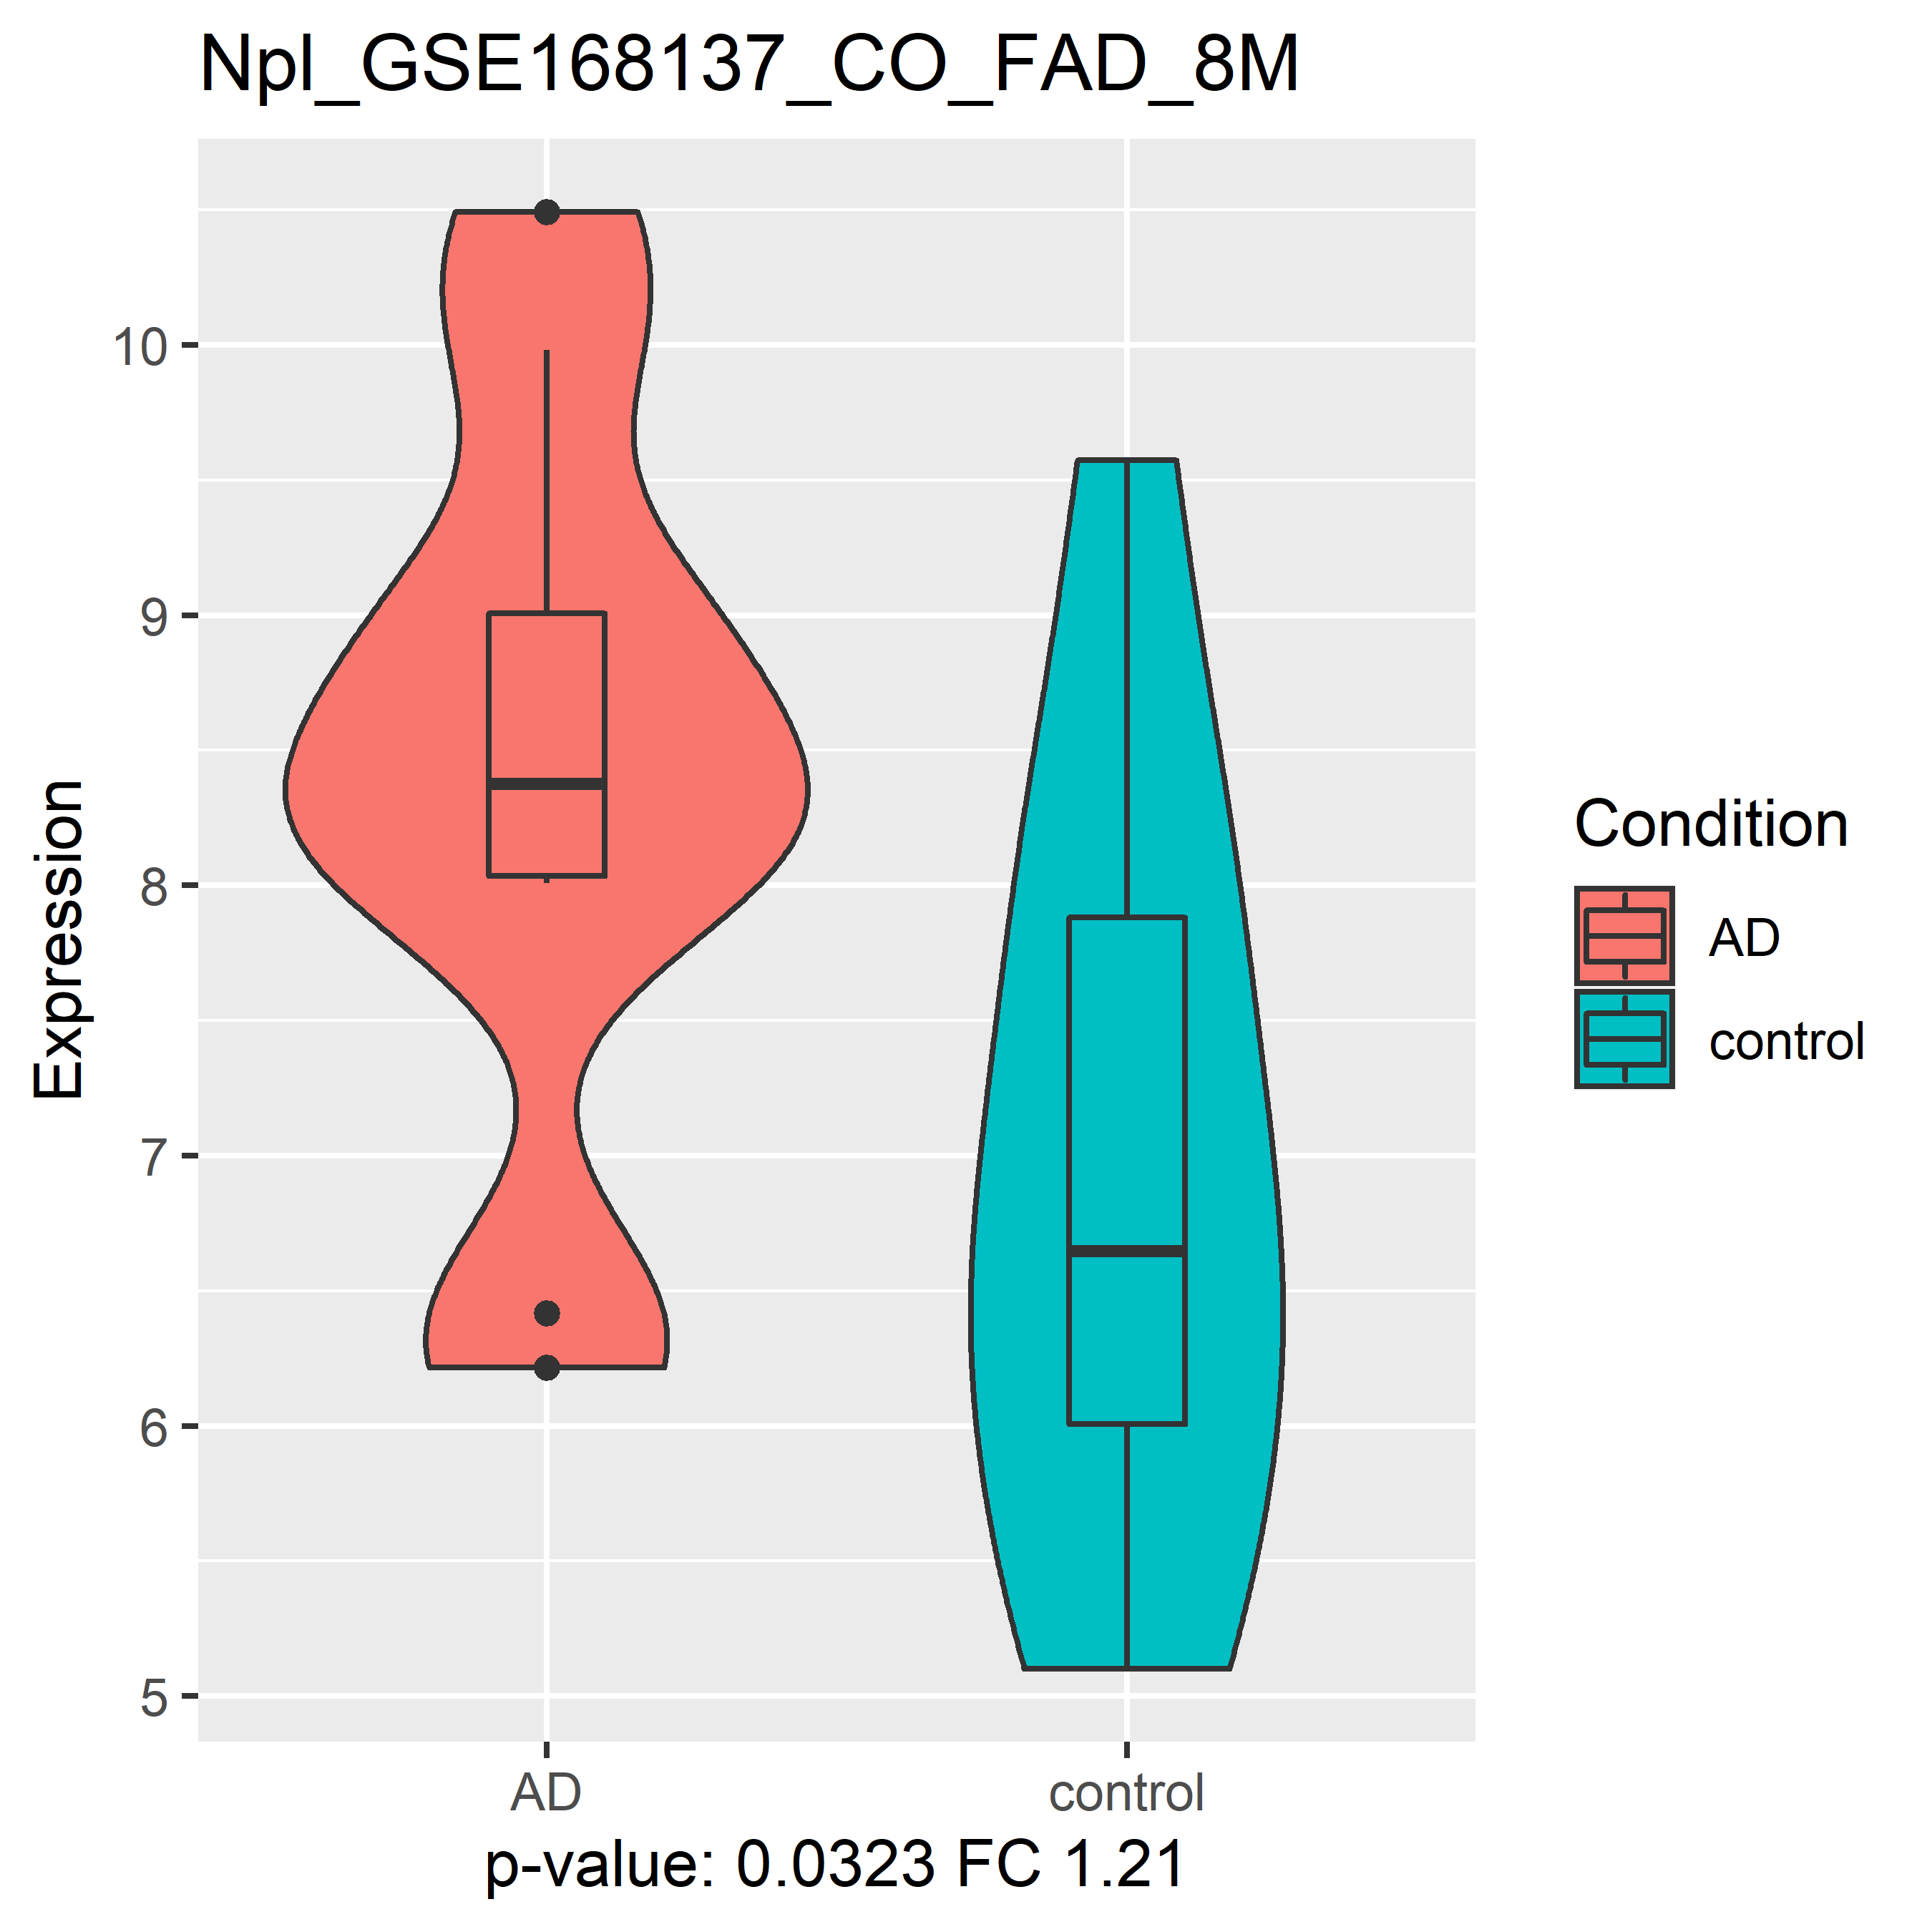 Npl_GSE168137_CO_FAD_8M
Expression
10
9
8
7
6
5
AD
control
p-value: 0.0323 FC 1.21
Condition
AD
control